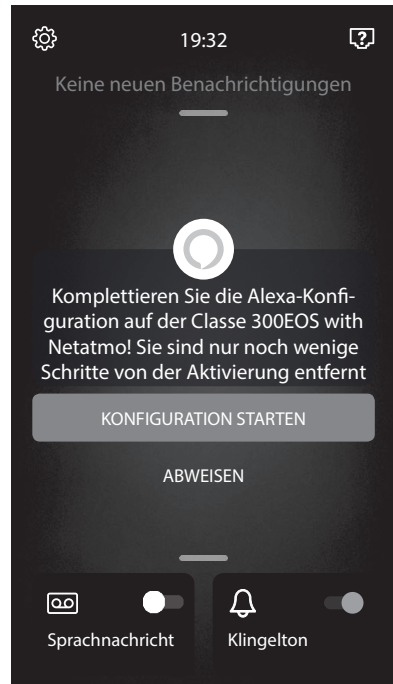 19:32
Keine neuen Benachrichtigungen
Komplettieren Sie die Alexa-Konfi-
guration auf der Classe 300EOS with
Netatmo! Sie sind nur noch wenige
Schritte von der Aktivierung entfernt
KONFIGURATION STARTEN
ABWEISEN
Sprachnachricht
Klingelton